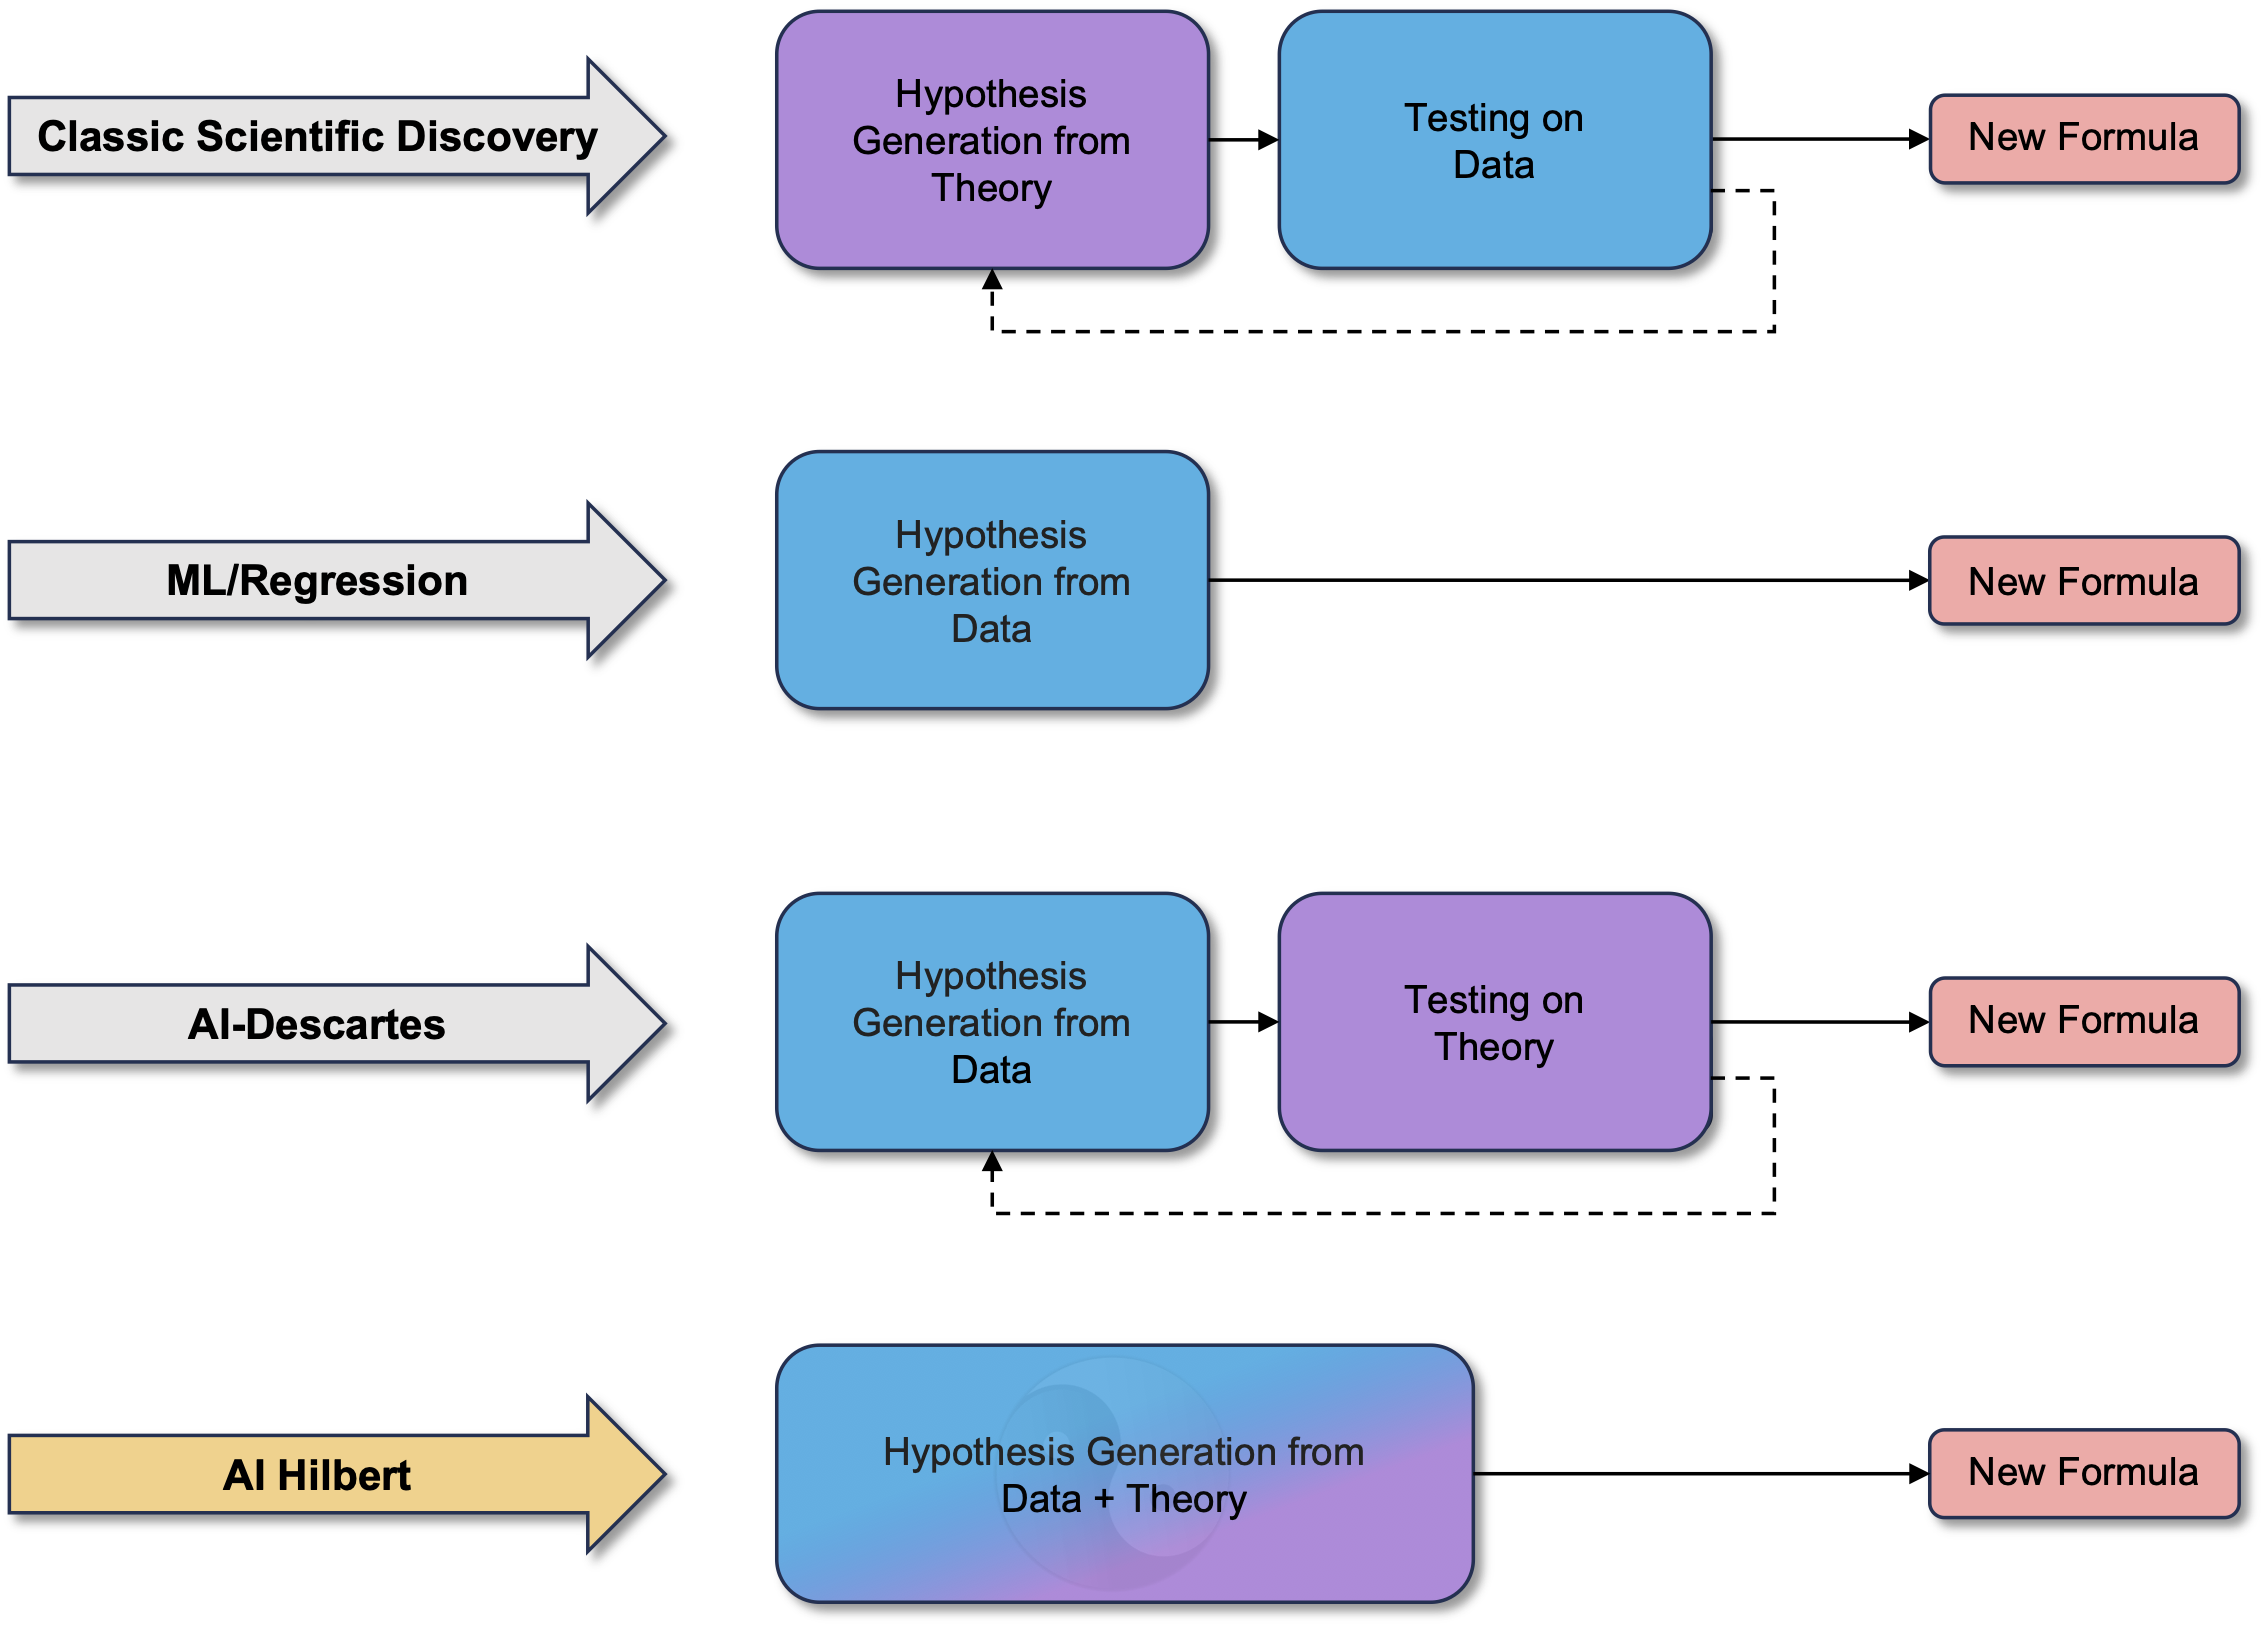 Classic Scientific Discovery
Hypothesis
Generation from
Theory
Testing on
Data
New Formula
ML/Regression
Hypothesis
Generation from
Data
New Formula
AI-Descartes
Hypothesis
Generation from
Data
Testing on
Theory
New Formula
AI Hilbert
Hypothesis Generation from
Data + Theory
New Formula